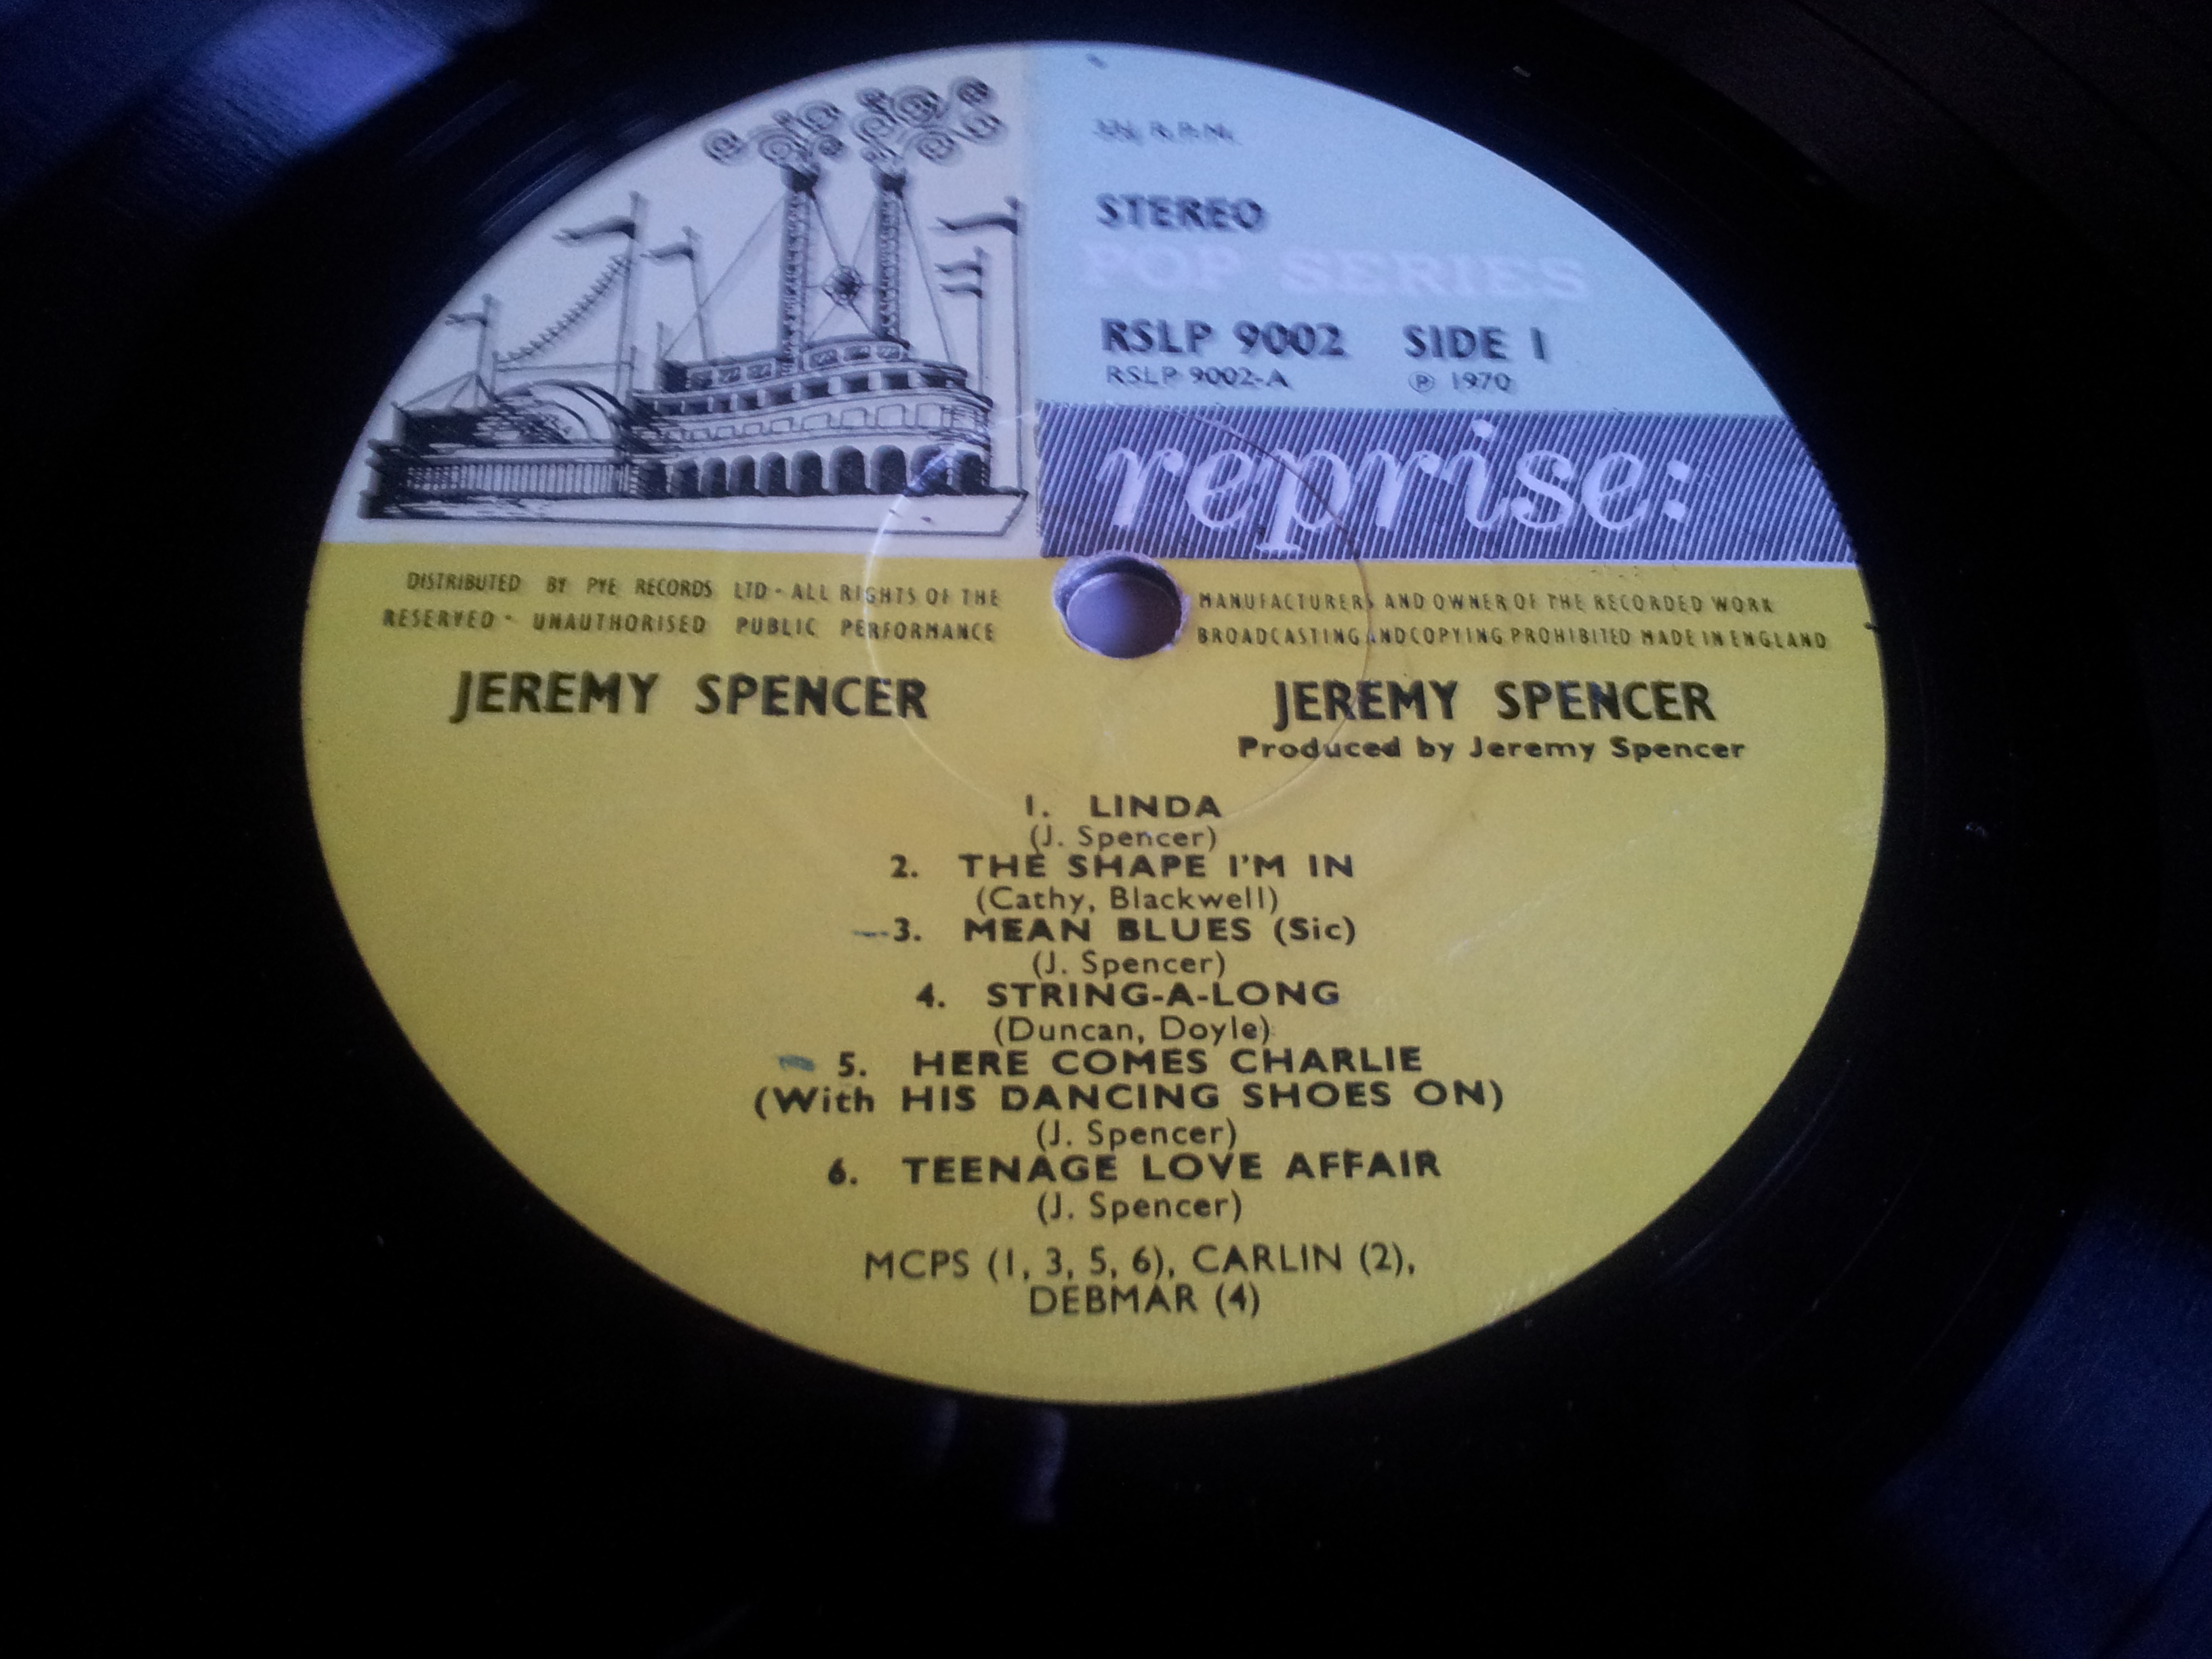 33⅓ R.P.M.
STEREO
POP SERIES
RSLP 9002 SIDE 1
RSLP 9002-A ℗ 1970
reprise:
DISTRIBUTED BY PYE RECORDS LTD - ALL RIGHTS OF THE MANUFACTURERS AND OWNER OF THE RECORDED WORK
RESERVED - UNAUTHORISED PUBLIC PERFORMANCE BROADCASTING AND COPYING PROHIBITED MADE IN ENGLAND
JEREMY SPENCER JEREMY SPENCER
Produced by Jeremy Spencer
1. LINDA
(J. Spencer)
2. THE SHAPE I'M IN
(Cathy, Blackwell)
3. MEAN BLUES (Sic)
(J. Spencer)
4. STRING-A-LONG
(Duncan, Doyle)
5. HERE COMES CHARLIE
(With HIS DANCING SHOES ON)
(J. Spencer)
6. TEENAGE LOVE AFFAIR
(J. Spencer)
MCPS (1, 3, 5, 6), CARLIN (2),
DEBMAR (4)